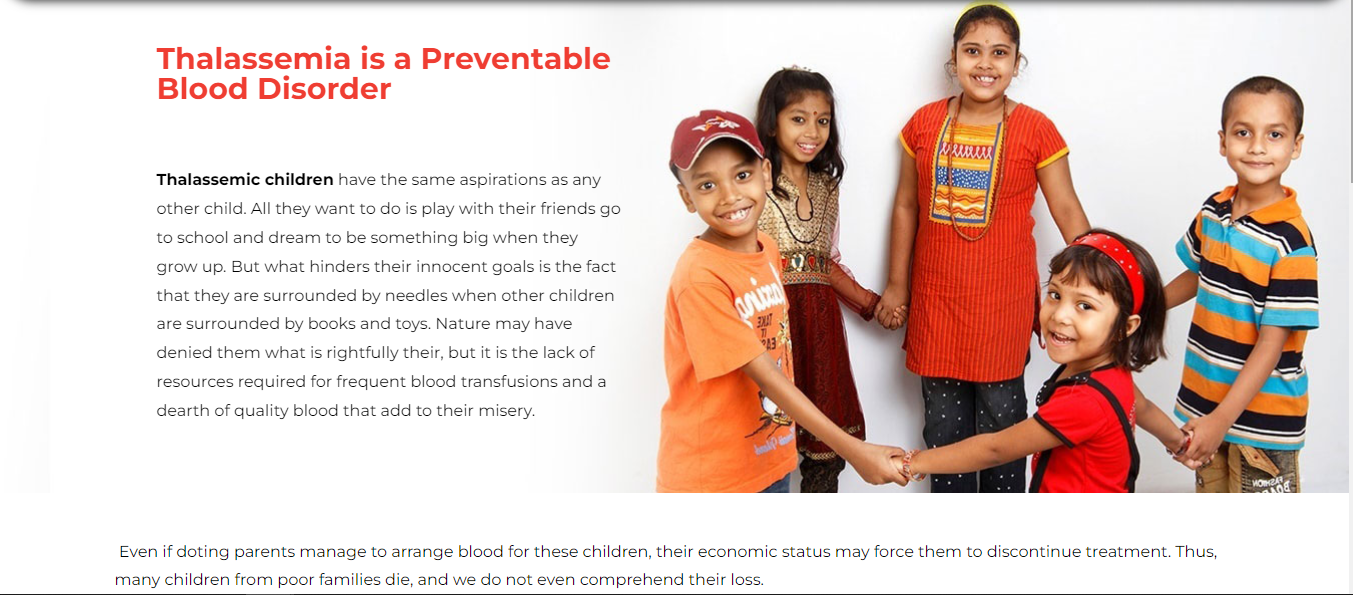 Thalassemia is a Preventable
Blood Disorder
Thalassemic children have the same aspirations as any
other child. All they want to do is play with their friends go
to school and dream to be something big when they
grow up. But what hinders their innocent goals is the fact
that they are surrounded by needles when other children
are surrounded by books and toys. Nature may have
denied them what is rightfully their, but it is the lack of
resources required for frequent blood transfusions and a
dearth of quality blood that add to their misery.
TAKE
IT
Even if doting parents manage to arrange blood for these children, their economic status may force them to discontinue treatment. Thus,
many children from poor families die, and we do not even comprehend their loss.